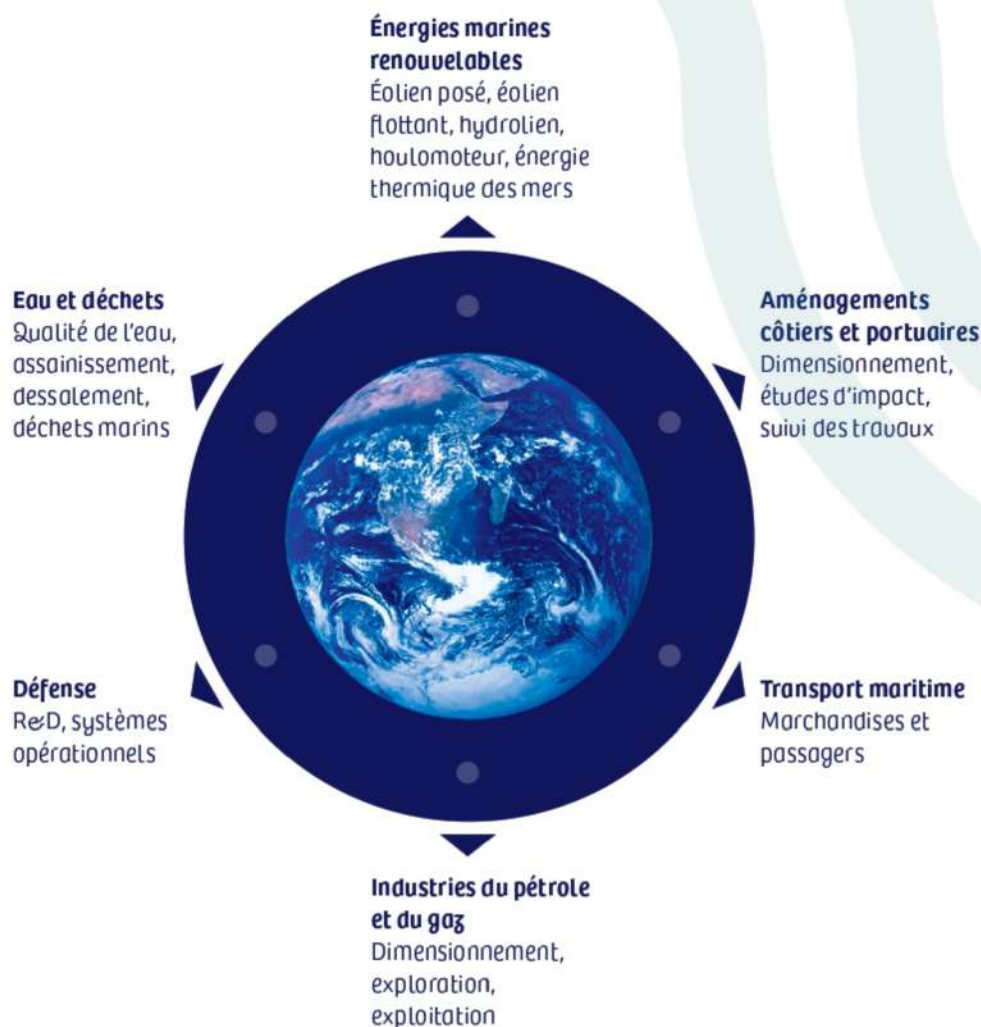 Énergies marines
renouvelables
Éolien posé, éolien
flottant, hydrolien,
houlomoteur, énergie
thermique des mers
Eau et déchets
Qualité de l'eau,
assainissement,
dessalement,
déchets marins
Aménagements
côtiers et portuaires
Dimensionnement,
études d'impact,
suivi des travaux
Défense
R&D, systèmes
opérationnels
Transport maritime
Marchandises et
passagers
Industries du pétrole
et du gaz
Dimensionnement,
exploration,
exploitation